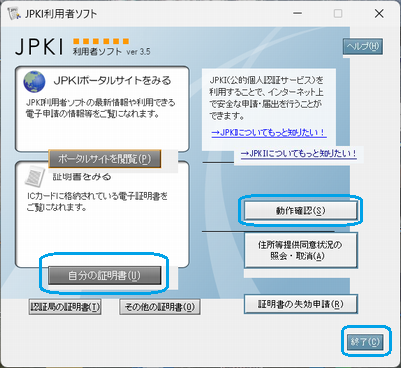 JPKI利用者ソフト
JPKI
利用者ソフト ver 3.5
ヘルプ(H)
JPKIポータルサイトをみる
JPKI利用者ソフトの最新情報や利用できる
電子申請の情報等をご覧になれます。
ポータルサイトを閲覧(P)
JPKI(公的個人認証サービス)を
利用することで、インターネット上
で安全な申請・届出を行うことが
できます。
→JPKIについてもっと知りたい!
→JPKIについてもっと知りたい!
証明書をみる
ICカードに格納されている電子証明書を
ご覧になれます。
自分の証明書(U)
動作確認(S)
住所等提供同意状況の
照会・取消(A)
認証局の証明書(T)
その他の証明書(O)
証明書の失効申請(R)
終了(C)